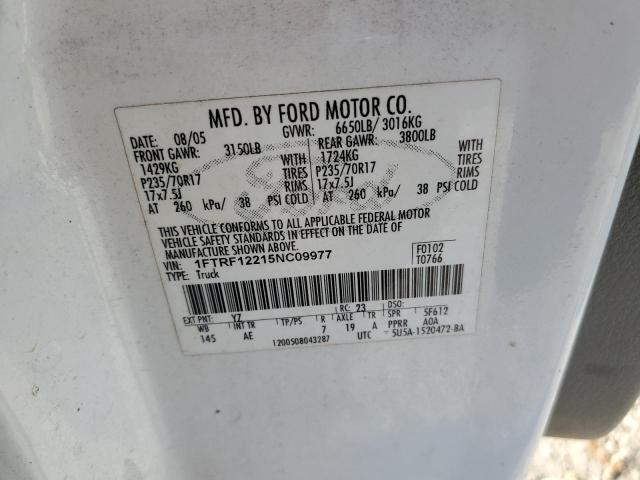 MFD. BY FORD MOTOR CO.
DATE: 08/05 GVWR: 6650LB/ 3016KG
FRONT GAWR: 3150LB REAR GAWR: 3800LB
1429KG WITH 1724KG WITH
P235/70R17 TIRES P235/70R17 TIRES
17x7.5J RIMS 17x7.5J RIMS
AT 260 kPa/ 38 PSI COLD AT 260 kPa/ 38 PSI COLD
THIS VEHICLE CONFORMS TO ALL APPLICABLE FEDERAL MOTOR
VEHICLE SAFETY STANDARDS IN EFFECT ON THE DATE OF
MANUFACTURE SHOWN ABOVE.
VIN: 1FTRF12215NC09977 F0102
TYPE: Truck T0766
EXT PNT: YZ RC: 23 DSO:
WB INT TR TP/PS R AXLE TR SPR 5F612
145 AE 7 19 A PPRR A0A
1200508043287 UTC 5U5A-1520472-BA